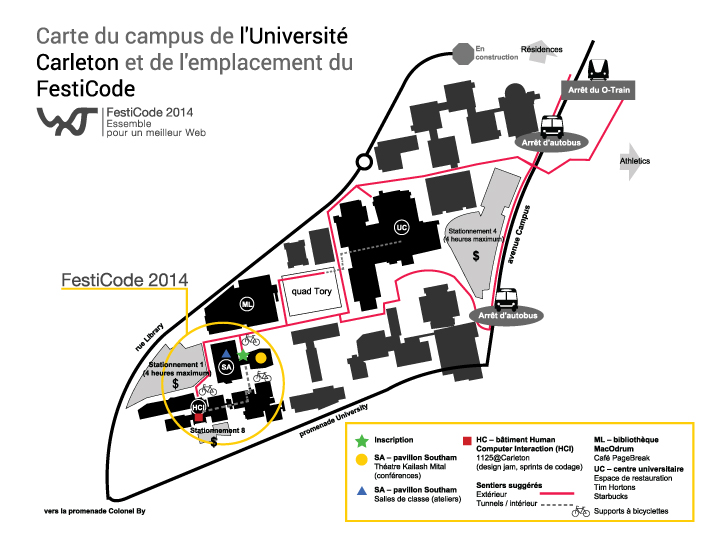 Carte du campus de l'Université
Carleton et de l'emplacement du
FestiCode
FestiCode 2014
Essemble
pour un meilleur Web
En
construction
Résidences
Arrêt du O-Train
Arrêt d'autobus
Athletics
UC
Stationnement 4
(4 heures maximum)
$
avenue Campus
FestiCode 2014
quad Tory
ML
Arrêt d'autobus
rue Library
Stationnement 1
(4 heures maximum)
$
SA
HCI
Stationnement 8
$
promenade University
vers la promenade Colonel By
Inscription
SA – pavillon Southam
Théatre Kailash Mital
(conférences)
SA – pavillon Southam
Salles de classe (ateliers)
HC – bâtiment Human
Computer Interaction (HCI)
1125@Carleton
(design jam, sprints de codage)
Sentiers suggérés
Extérieur
Tunnels / intérieur
ML – bibliothèque
MacOdrum
Café PageBreak
UC – centre universitaire
Espace de restauration
Tim Hortons
Starbucks
Supports à bicyclettes